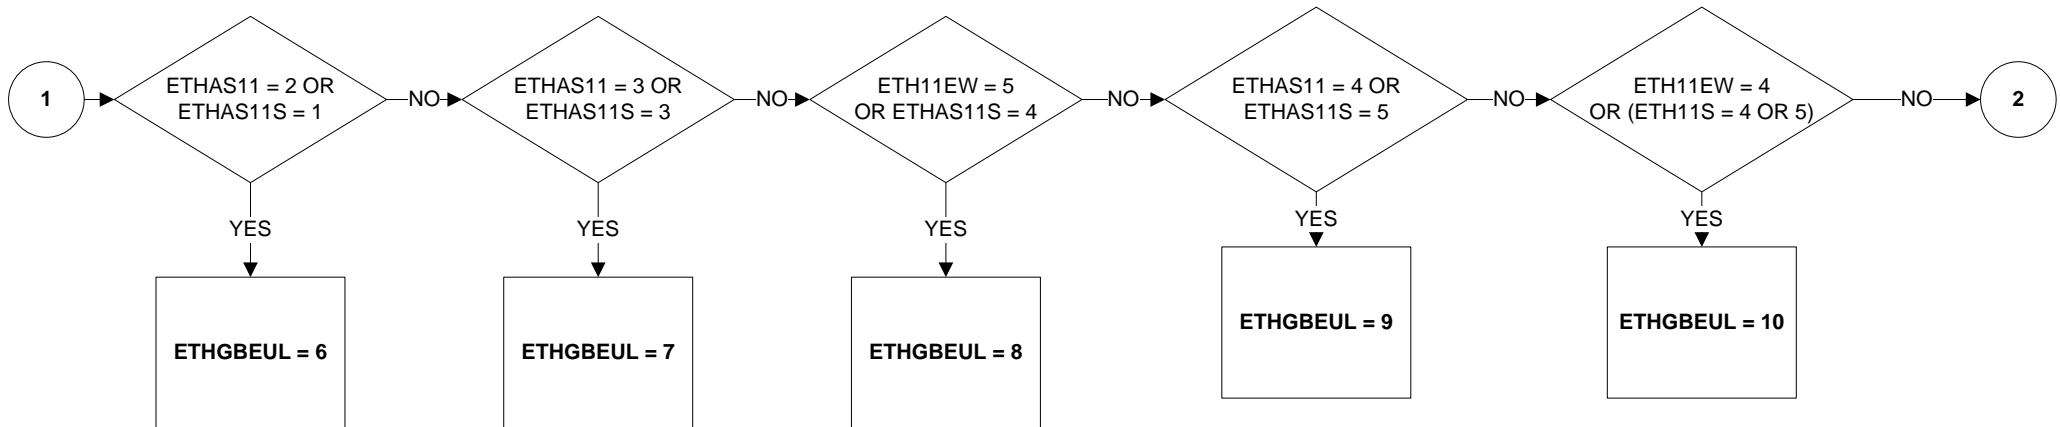 1
ETHAS11 = 2 OR
ETHAS11S = 1
NO
ETHAS11 = 3 OR
ETHAS11S = 3
NO
ETH11EW = 5
OR ETHAS11S = 4
NO
ETHAS11 = 4 OR
ETHAS11S = 5
NO
ETH11EW = 4
OR (ETH11S = 4 OR 5)
NO
2
YES
YES
YES
YES
YES
ETHGBEUL = 6
ETHGBEUL = 7
ETHGBEUL = 8
ETHGBEUL = 9
ETHGBEUL = 10